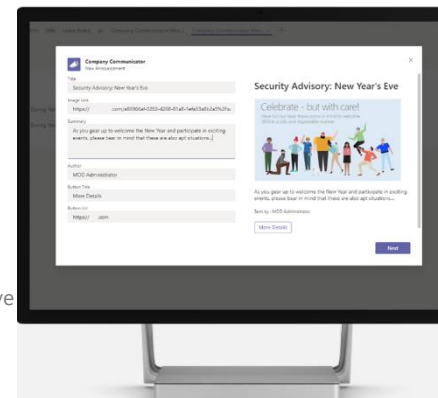 Company Communicator
New Announcement
Title
Security Advisory: New Year's Eve
Image Link
Summary
As you gear up to welcome the New Year and participate in exciting
events, please bear in mind that these are also apt situations...
Author
MOD Administrator
Button Title
More Details
Button Url
https:// .com
Security Advisory: New Year's Eve
Celebrate - but with care!
As you gear up to welcome the New Year and participate in exciting
events, please bear in mind that these are also apt situations...
Sent by : MOD Administrator
More Details
Next
ve